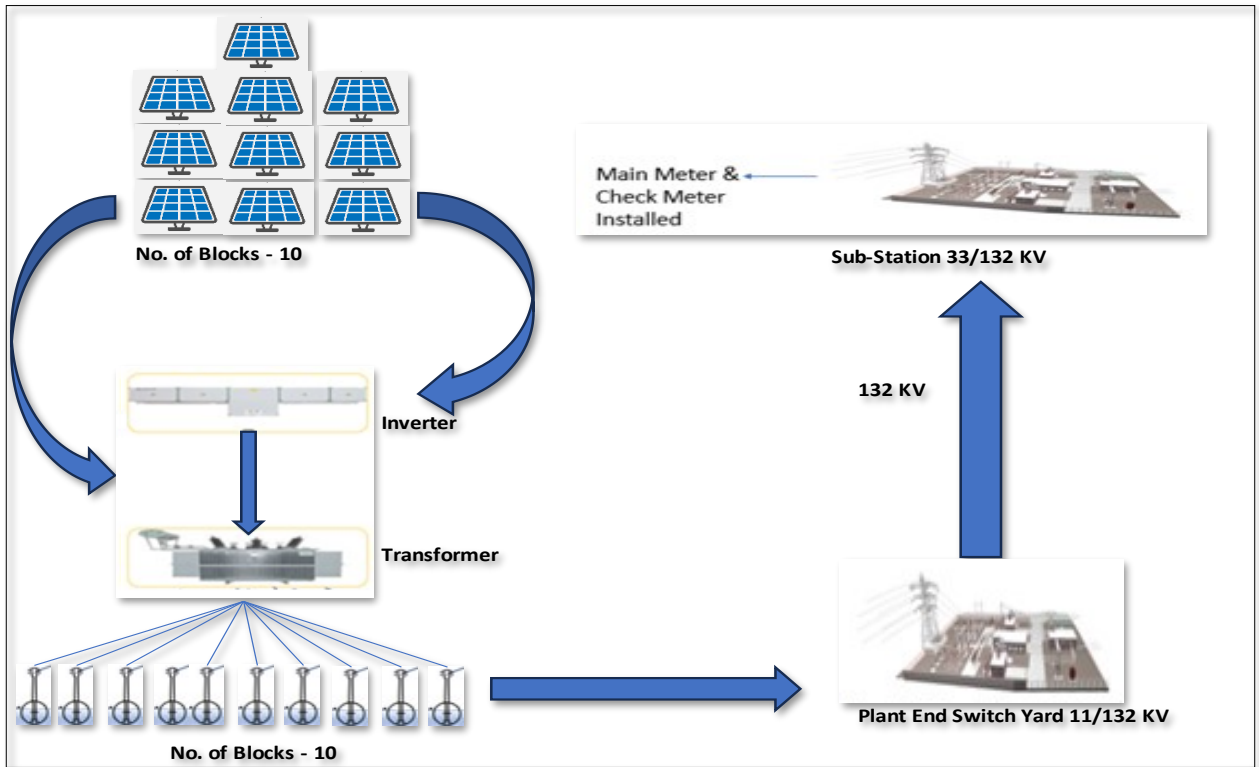 No. of Blocks - 10
Main Meter &
Check Meter
Installed
Sub-Station 33/132 KV
Inverter
132 KV
Transformer
Plant End Switch Yard 11/132 KV
No. of Blocks - 10